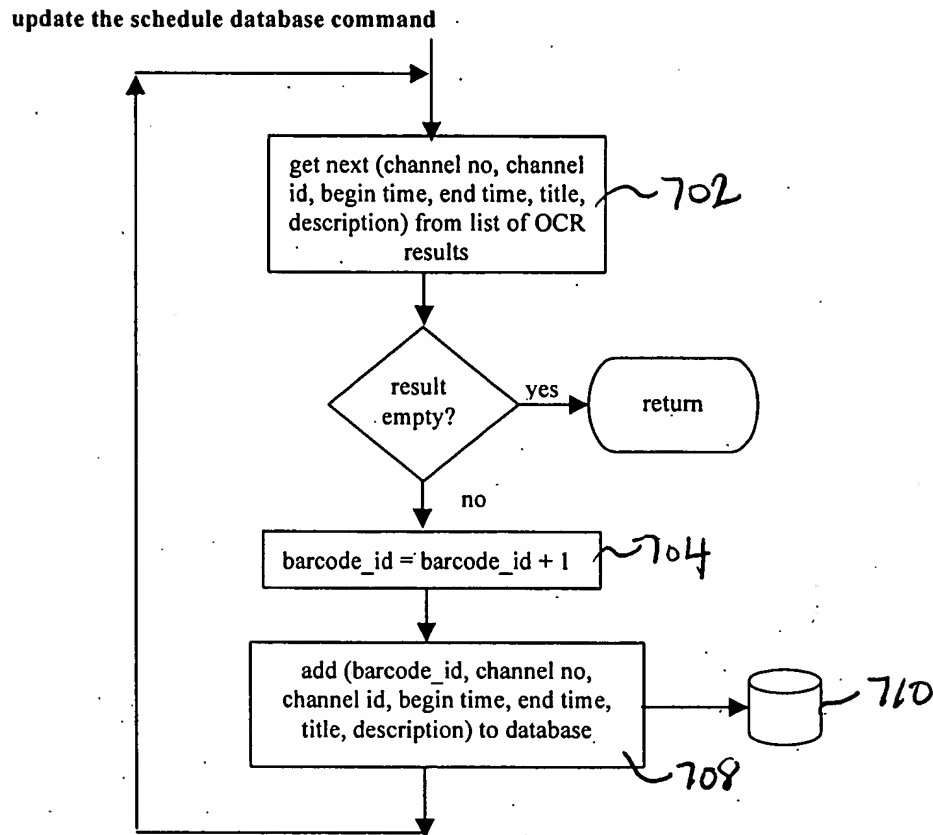 update the schedule database command
get next (channel no, channel
id, begin time, end time, title,
description) from list of OCR
results
702
result
empty?
yes
return
no
barcode_id = barcode_id + 1
704
add (barcode_id, channel no,
channel id, begin time, end time,
title, description) to database
710
708